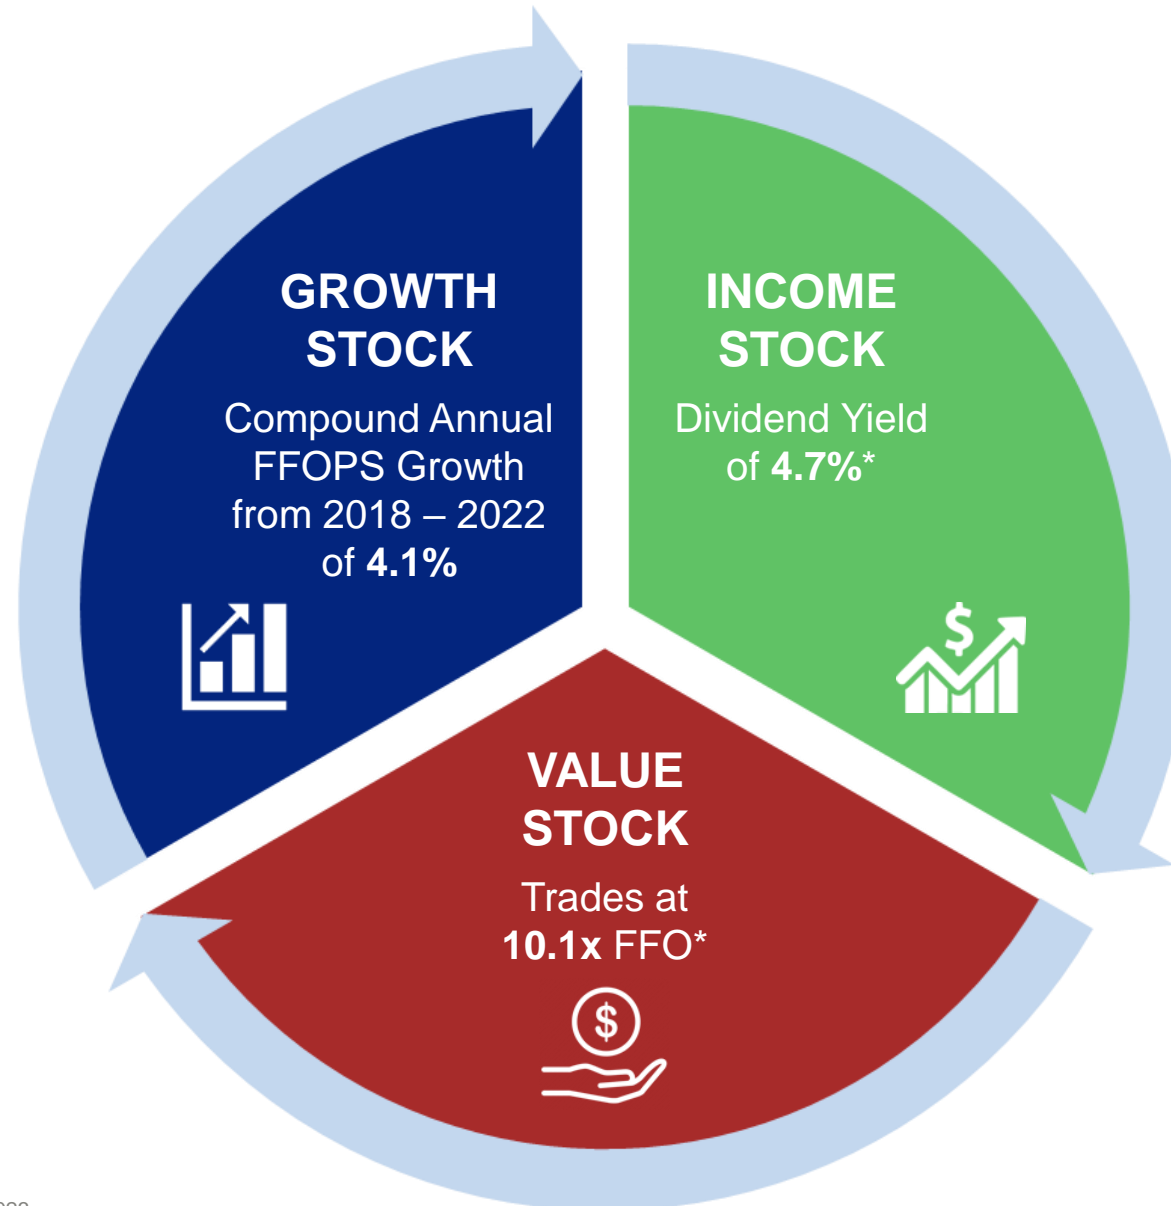 GROWTH
STOCK
Compound Annual
FFOPS Growth
from 2018 – 2022
of 4.1%
INCOME
STOCK
Dividend Yield
of 4.7%*
$
VALUE
STOCK
Trades at
10.1x FFO*
$